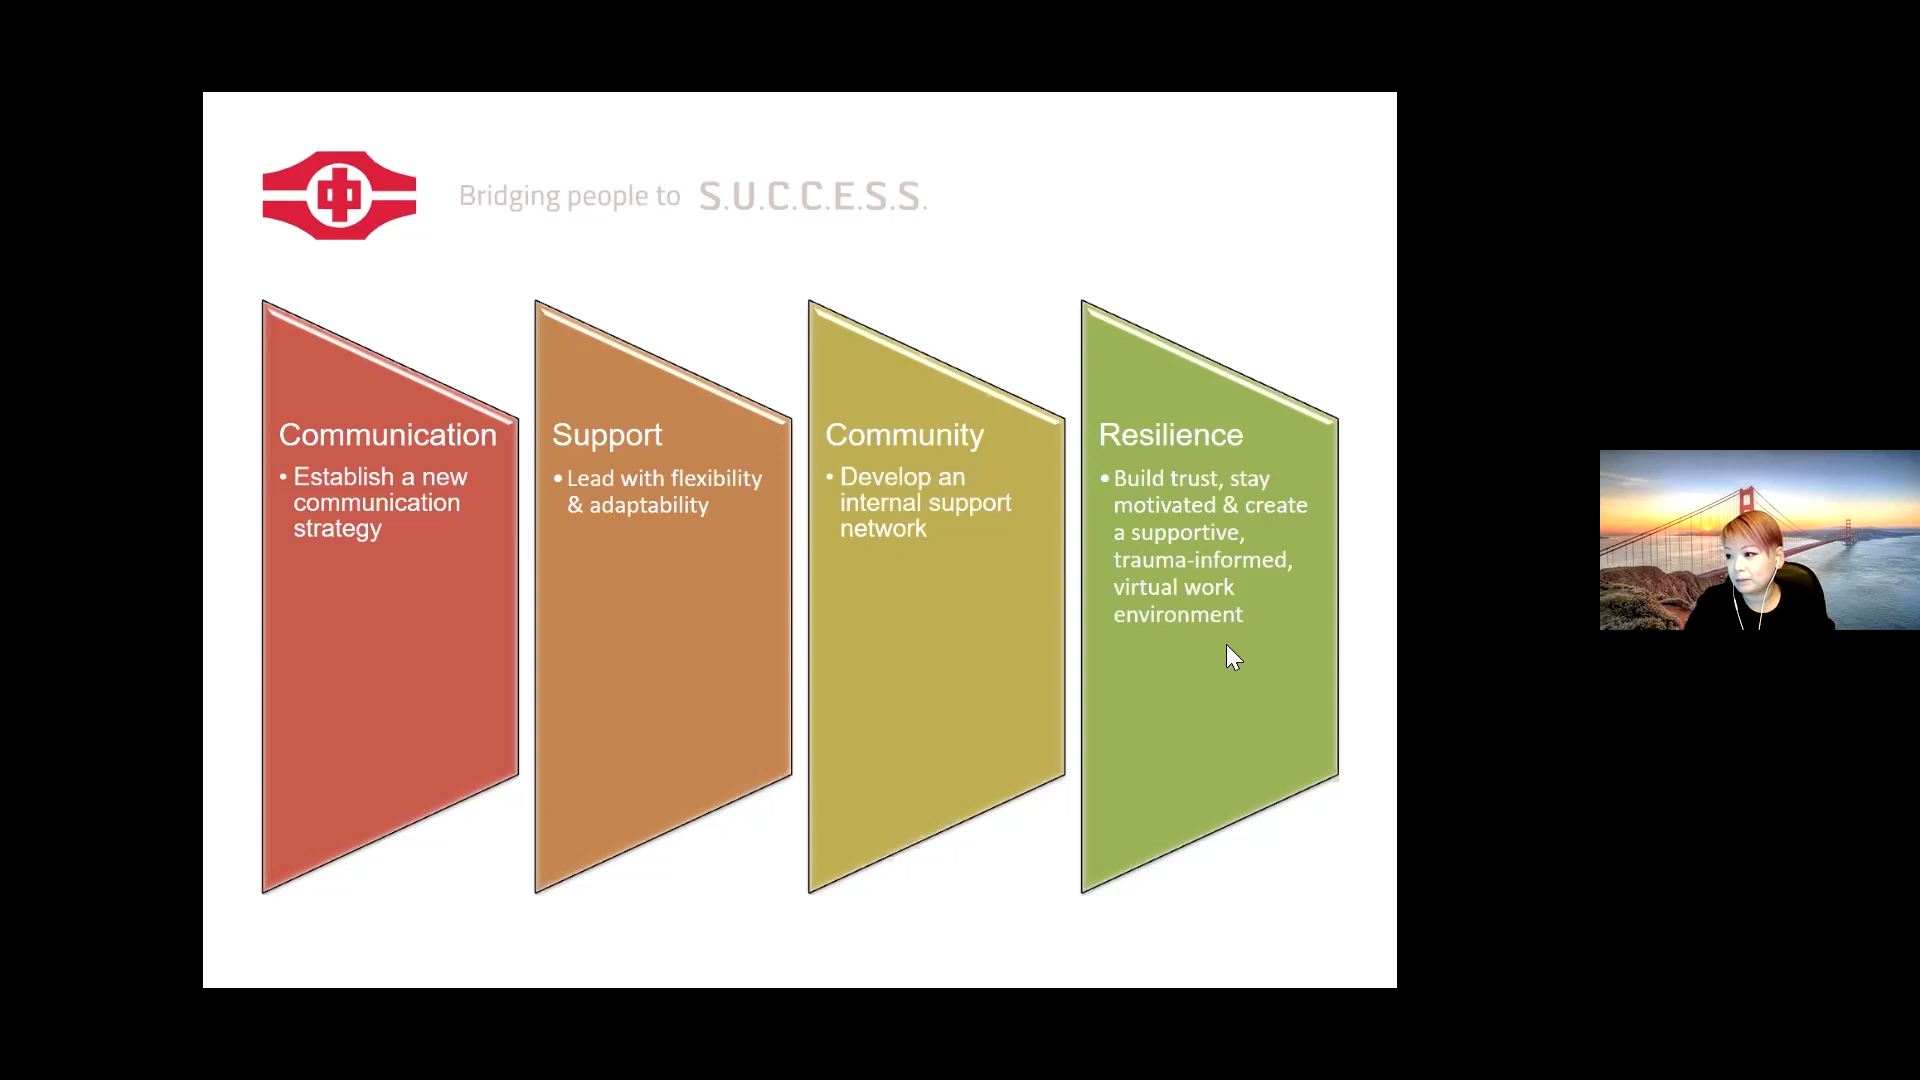 中
Bridging people to S.U.C.C.E.S.S.
Communication
• Establish a new
communication
strategy
Support
• Lead with flexibility
& adaptability
Community
• Develop an
internal support
network
Resilience
• Build trust, stay
motivated & create
a supportive,
trauma-informed,
virtual work
environment